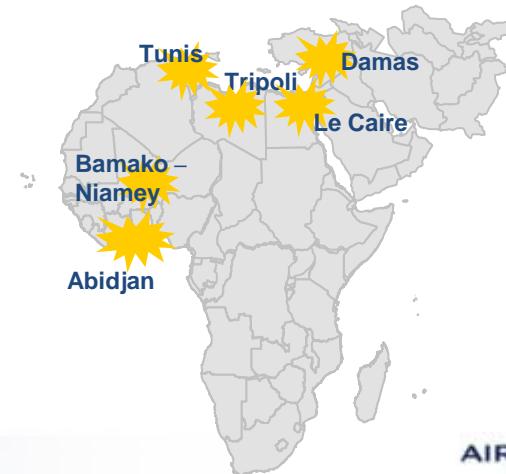 Tunis
Tripoli
Damas
Le Caire
Bamako –
Niamey
Abidjan
AIR